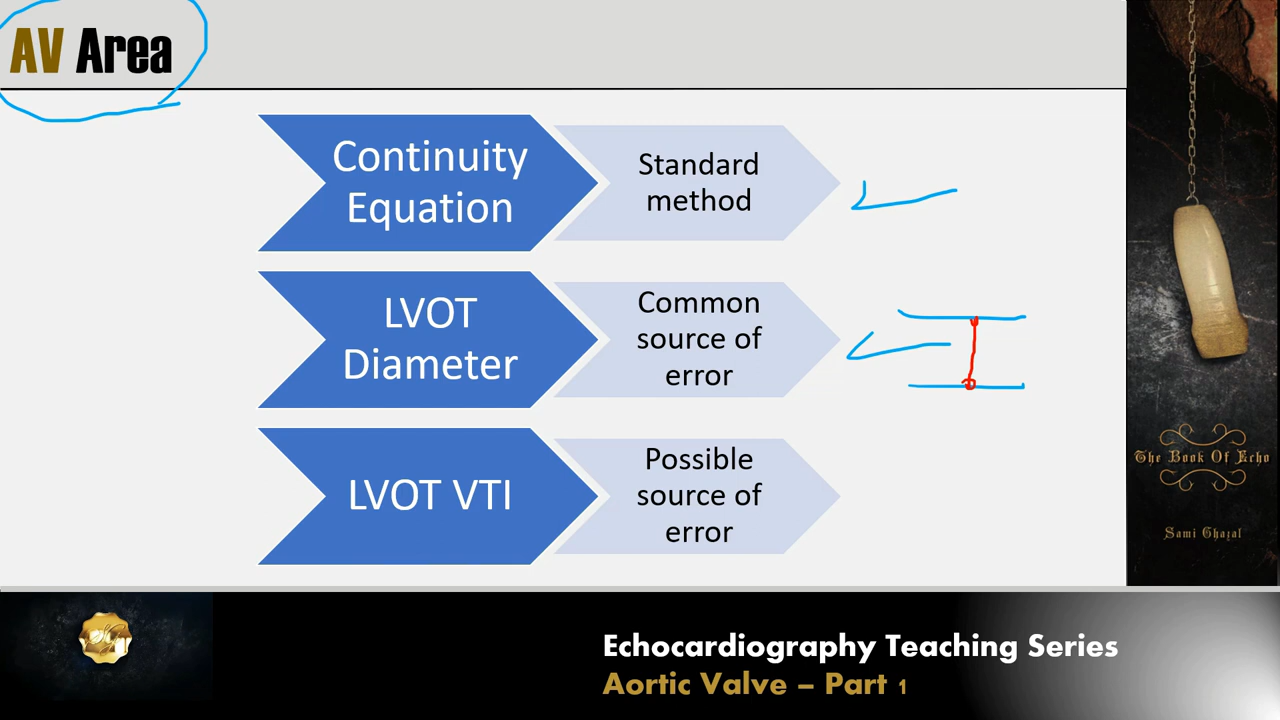 AV Area
Continuity
Equation
Standard
method
LVOT
Diameter
Common
source of
error
LVOT VTI
Possible
source of
error
The Book Of Echo
Sami Ghazal
Echocardiography Teaching Series
Aortic Valve – Part 1